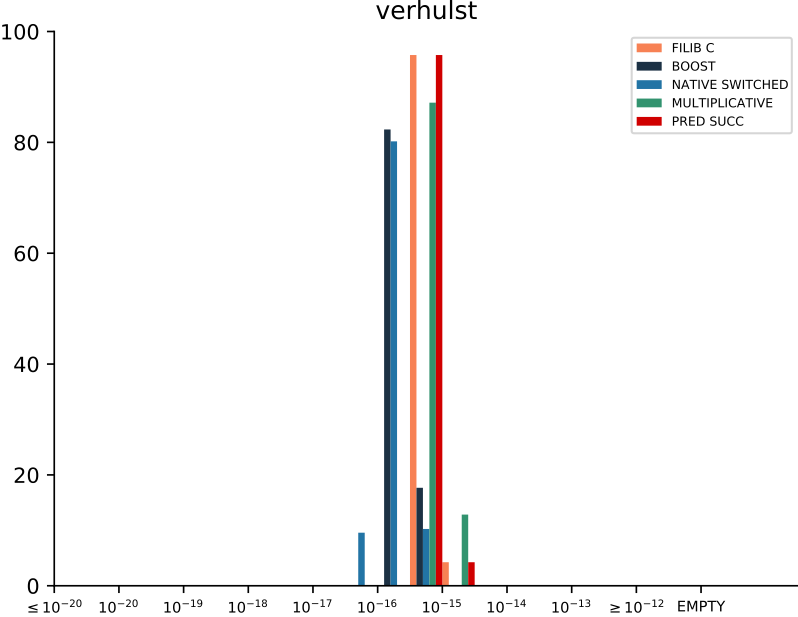 verhulst
100
80
60
40
20
0
FILIB C
BOOST
NATIVE SWITCHED
MULTIPLICATIVE
PRED SUCC
≤ 10⁻²⁰ 10⁻²⁰ 10⁻¹⁹ 10⁻¹⁸ 10⁻¹⁷ 10⁻¹⁶ 10⁻¹⁵ 10⁻¹⁴ 10⁻¹³ ≥ 10⁻¹² EMPTY